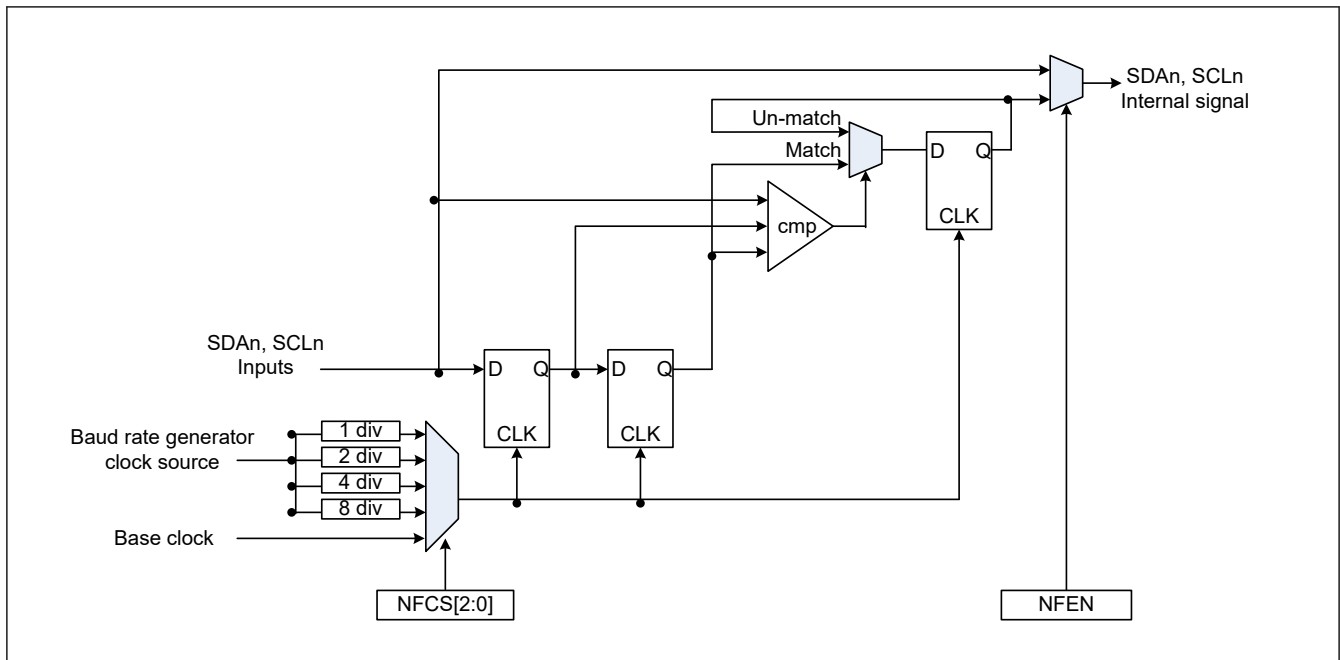 SDAn, SCLn
Internal signal
Un-match
Match
D
Q
CLK
cmp
SDAn, SCLn
Inputs
D
Q
CLK
D
Q
CLK
Baud rate generator
clock source
1 div
2 div
4 div
8 div
Base clock
NFCS[2:0]
NFEN